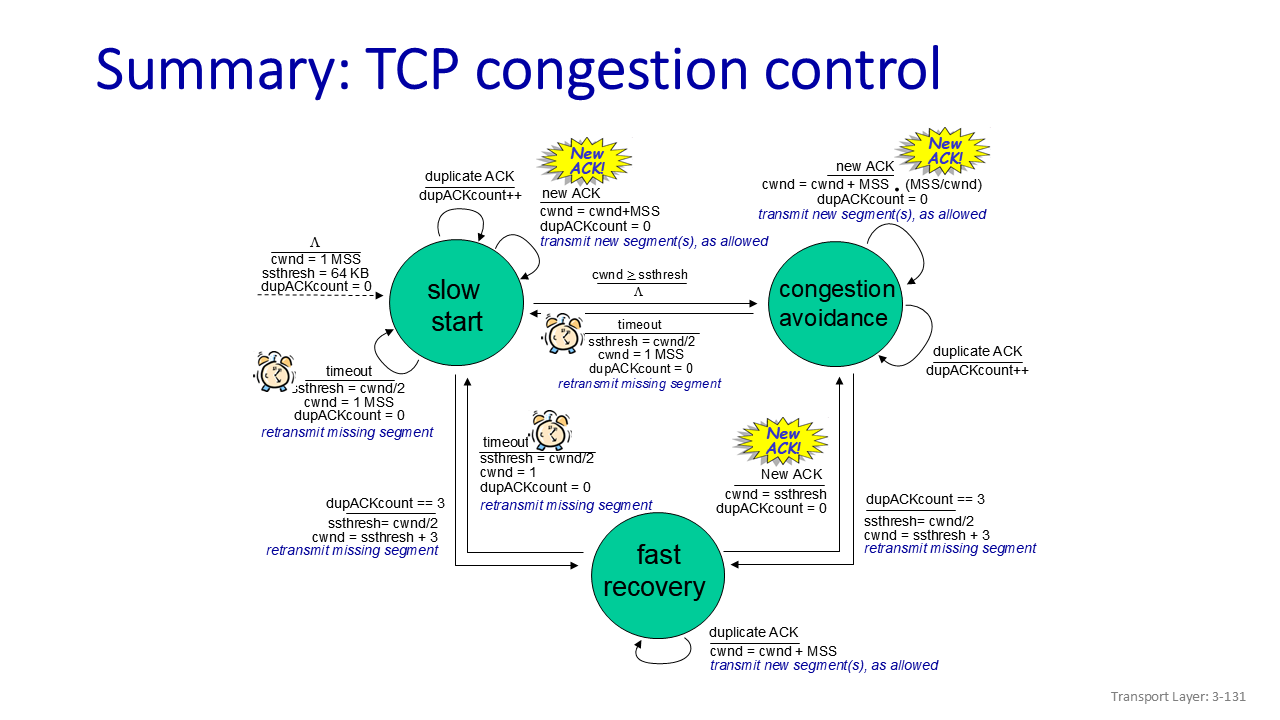 Summary: TCP congestion control
New
ACK!
duplicate ACK
dupACKcount++
new ACK
cwnd = cwnd+MSS
dupACKcount = 0
transmit new segment(s), as allowed
New
ACK!
new ACK
cwnd = cwnd + MSS • (MSS/cwnd)
dupACKcount = 0
transmit new segment(s), as allowed
Λ
cwnd = 1 MSS
ssthresh = 64 KB
dupACKcount = 0
slow
start
cwnd ≥ ssthresh
Λ
congestion
avoidance
timeout
ssthresh = cwnd/2
cwnd = 1 MSS
dupACKcount = 0
retransmit missing segment
duplicate ACK
dupACKcount++
timeout
ssthresh = cwnd/2
cwnd = 1 MSS
dupACKcount = 0
retransmit missing segment
timeout
ssthresh = cwnd/2
cwnd = 1
dupACKcount = 0
retransmit missing segment
New
ACK!
New ACK
cwnd = ssthresh
dupACKcount = 0
dupACKcount == 3
ssthresh= cwnd/2
cwnd = ssthresh + 3
retransmit missing segment
dupACKcount == 3
ssthresh= cwnd/2
cwnd = ssthresh + 3
retransmit missing segment
fast
recovery
duplicate ACK
cwnd = cwnd + MSS
transmit new segment(s), as allowed
Transport Layer: 3-131